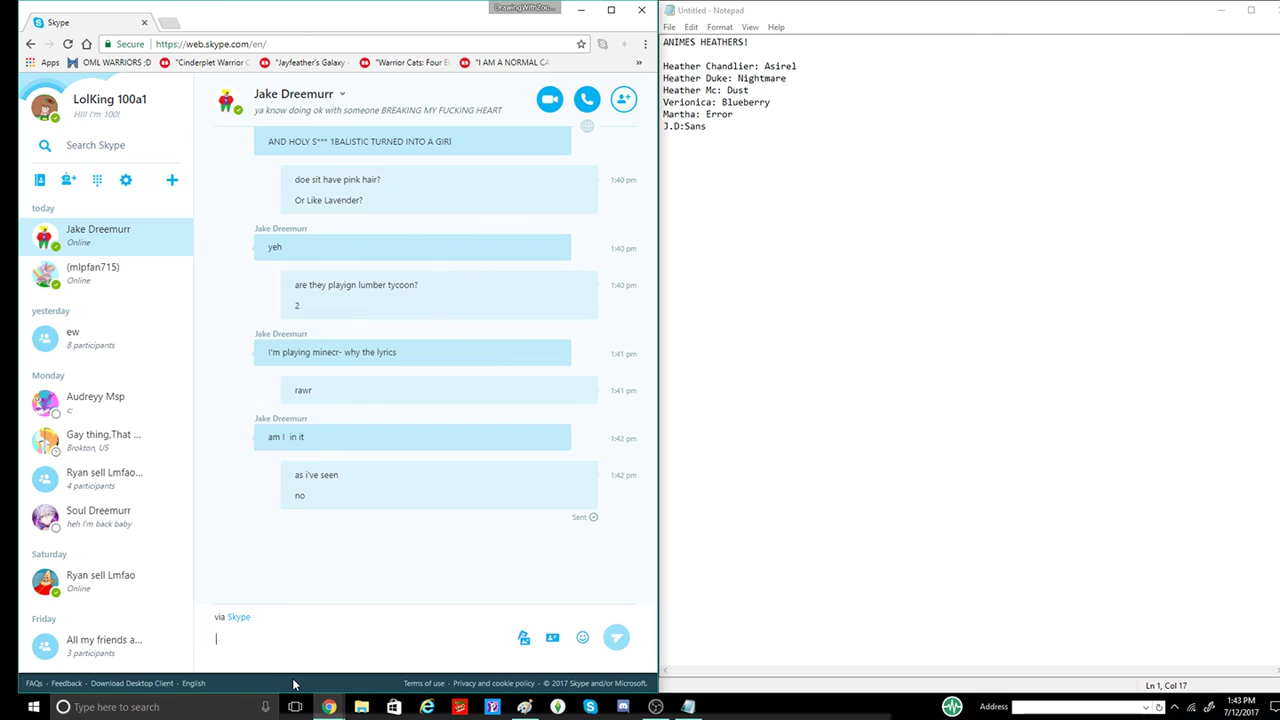 DrawingWithZoo...
Skype
Secure
https://web.skype.com/en/
Apps
OML WARRIORS ;D
"Cinderplet Warrior C
"Jayfeather's Galaxy
"Warrior Cats: Four E
"I AM A NORMAL CA
»
LolKing 100a1
HIII! I'm 100!
Search Skype
today
Jake Dreemurr
Online
(mlpfan715)
Online
yesterday
ew
8 participants
Monday
Audreyy Msp
c:
Gay thing,That ...
Brokton, US
Ryan sell Lmfao...
4 participants
Soul Dreemurr
heh I'm back baby
Saturday
Ryan sell Lmfao
Online
Friday
All my friends a...
3 participants
Jake Dreemurr
ya know doing ok with someone BREAKING MY FUCKING HEART
AND HOLY S*** 1BALISTIC TURNED INTO A GIRl
doe sit have pink hair?
1:40 pm
Or Like Lavender?
Jake Dreemurr
yeh
1:40 pm
are they playign lumber tycoon?
1:40 pm
2
Jake Dreemurr
I'm playing minecr- why the lyrics
1:41 pm
rawr
1:41 pm
Jake Dreemurr
am I  in it
1:42 pm
as i've seen
1:42 pm
no
Sent
via Skype
FAQs
Feedback
Download Desktop Client
English
Terms of use
Privacy and cookie policy
© 2017 Skype and/or Microsoft.
Untitled - Notepad
File Edit Format View Help
ANIMES HEATHERS!
Heather Chandlier: Asirel
Heather Duke: Nightmare
Heather Mc: Dust
Verionica: Blueberry
Martha: Error
J.D:Sans
Ln 1, Col 17
Type here to search
Address
1:43 PM
7/12/2017